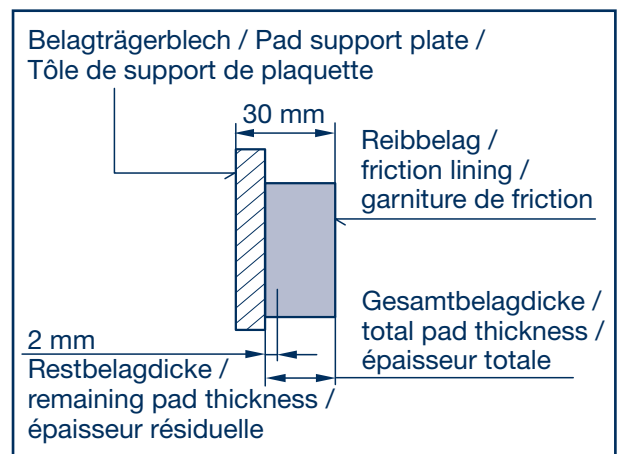 Belagträgerblech / Pad support plate /
Tôle de support de plaquette
30 mm
Reibbelag /
friction lining /
garniture de friction
Gesamtbelagdicke /
total pad thickness /
épaisseur totale
2 mm
Restbelagdicke /
remaining pad thickness /
épaisseur résiduelle